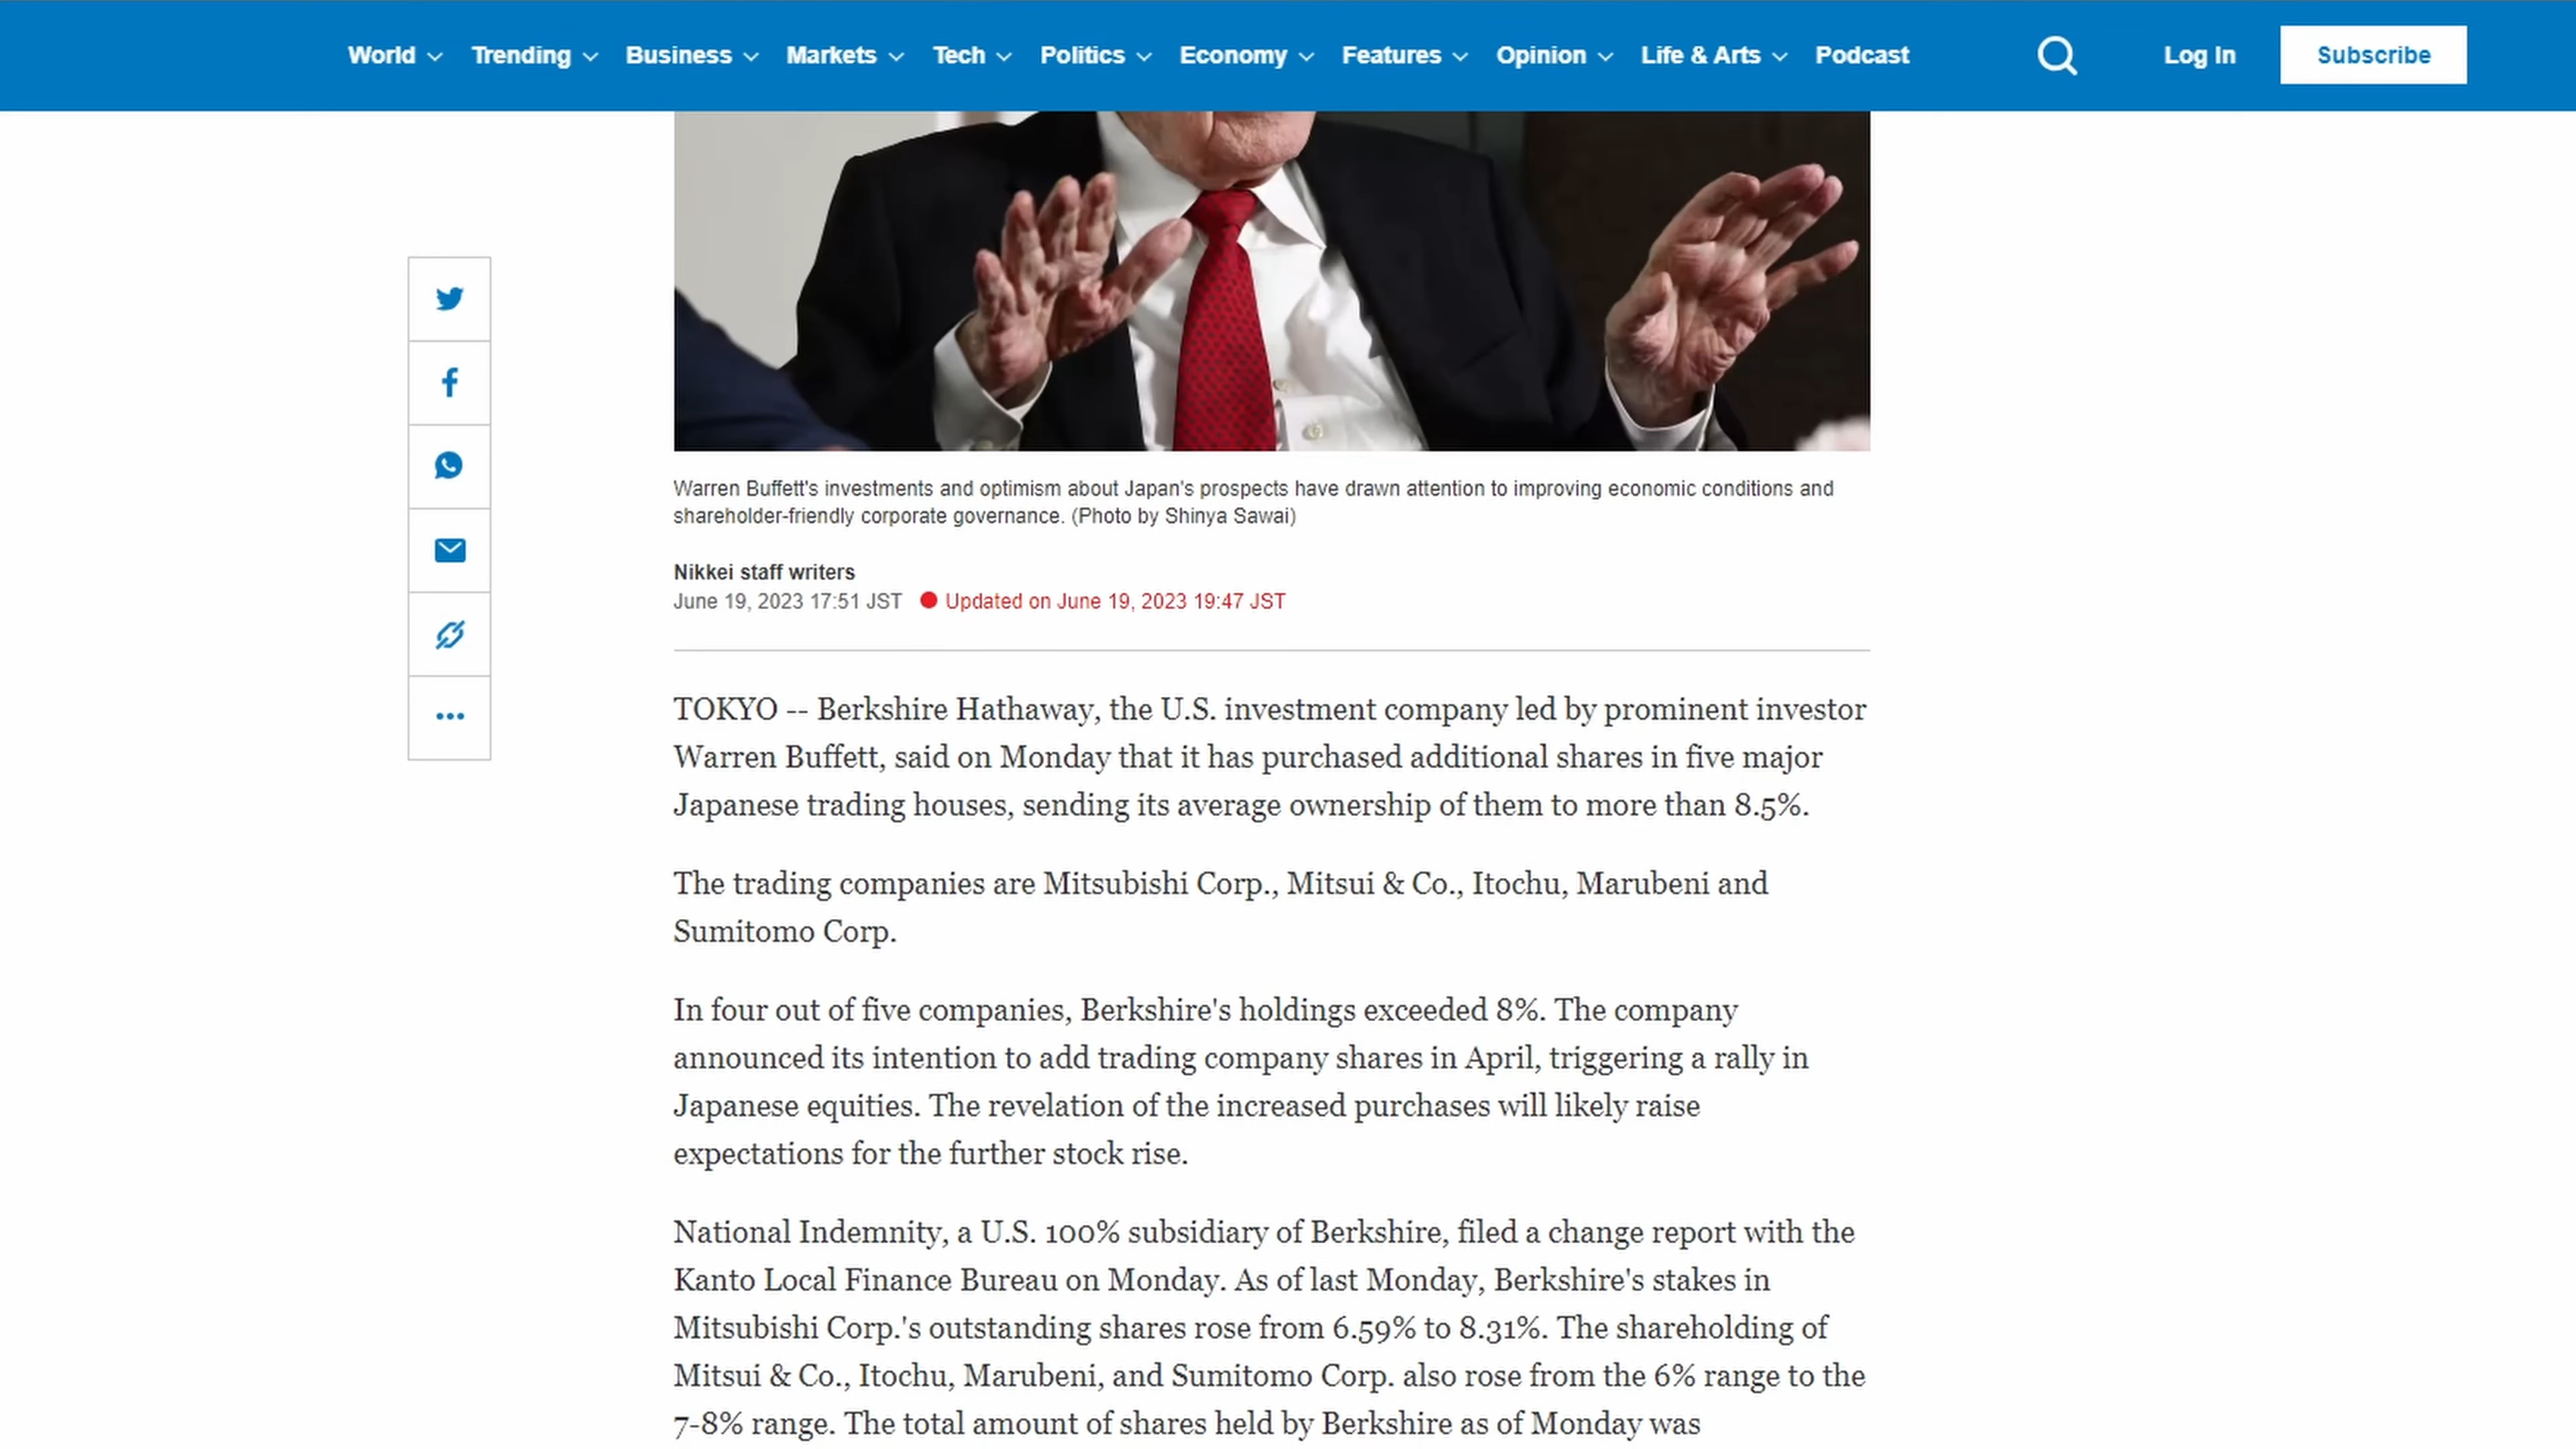 World Trending Business Markets Tech Politics Economy Features Opinion Life & Arts Podcast Log In Subscribe
Warren Buffett's investments and optimism about Japan's prospects have drawn attention to improving economic conditions and
shareholder-friendly corporate governance. (Photo by Shinya Sawai)
Nikkei staff writers
June 19, 2023 17:51 JST Updated on June 19, 2023 19:47 JST
TOKYO -- Berkshire Hathaway, the U.S. investment company led by prominent investor
Warren Buffett, said on Monday that it has purchased additional shares in five major
Japanese trading houses, sending its average ownership of them to more than 8.5%.
The trading companies are Mitsubishi Corp., Mitsui & Co., Itochu, Marubeni and
Sumitomo Corp.
In four out of five companies, Berkshire's holdings exceeded 8%. The company
announced its intention to add trading company shares in April, triggering a rally in
Japanese equities. The revelation of the increased purchases will likely raise
expectations for the further stock rise.
National Indemnity, a U.S. 100% subsidiary of Berkshire, filed a change report with the
Kanto Local Finance Bureau on Monday. As of last Monday, Berkshire's stakes in
Mitsubishi Corp.'s outstanding shares rose from 6.59% to 8.31%. The shareholding of
Mitsui & Co., Itochu, Marubeni, and Sumitomo Corp. also rose from the 6% range to the
7-8% range. The total amount of shares held by Berkshire as of Monday was